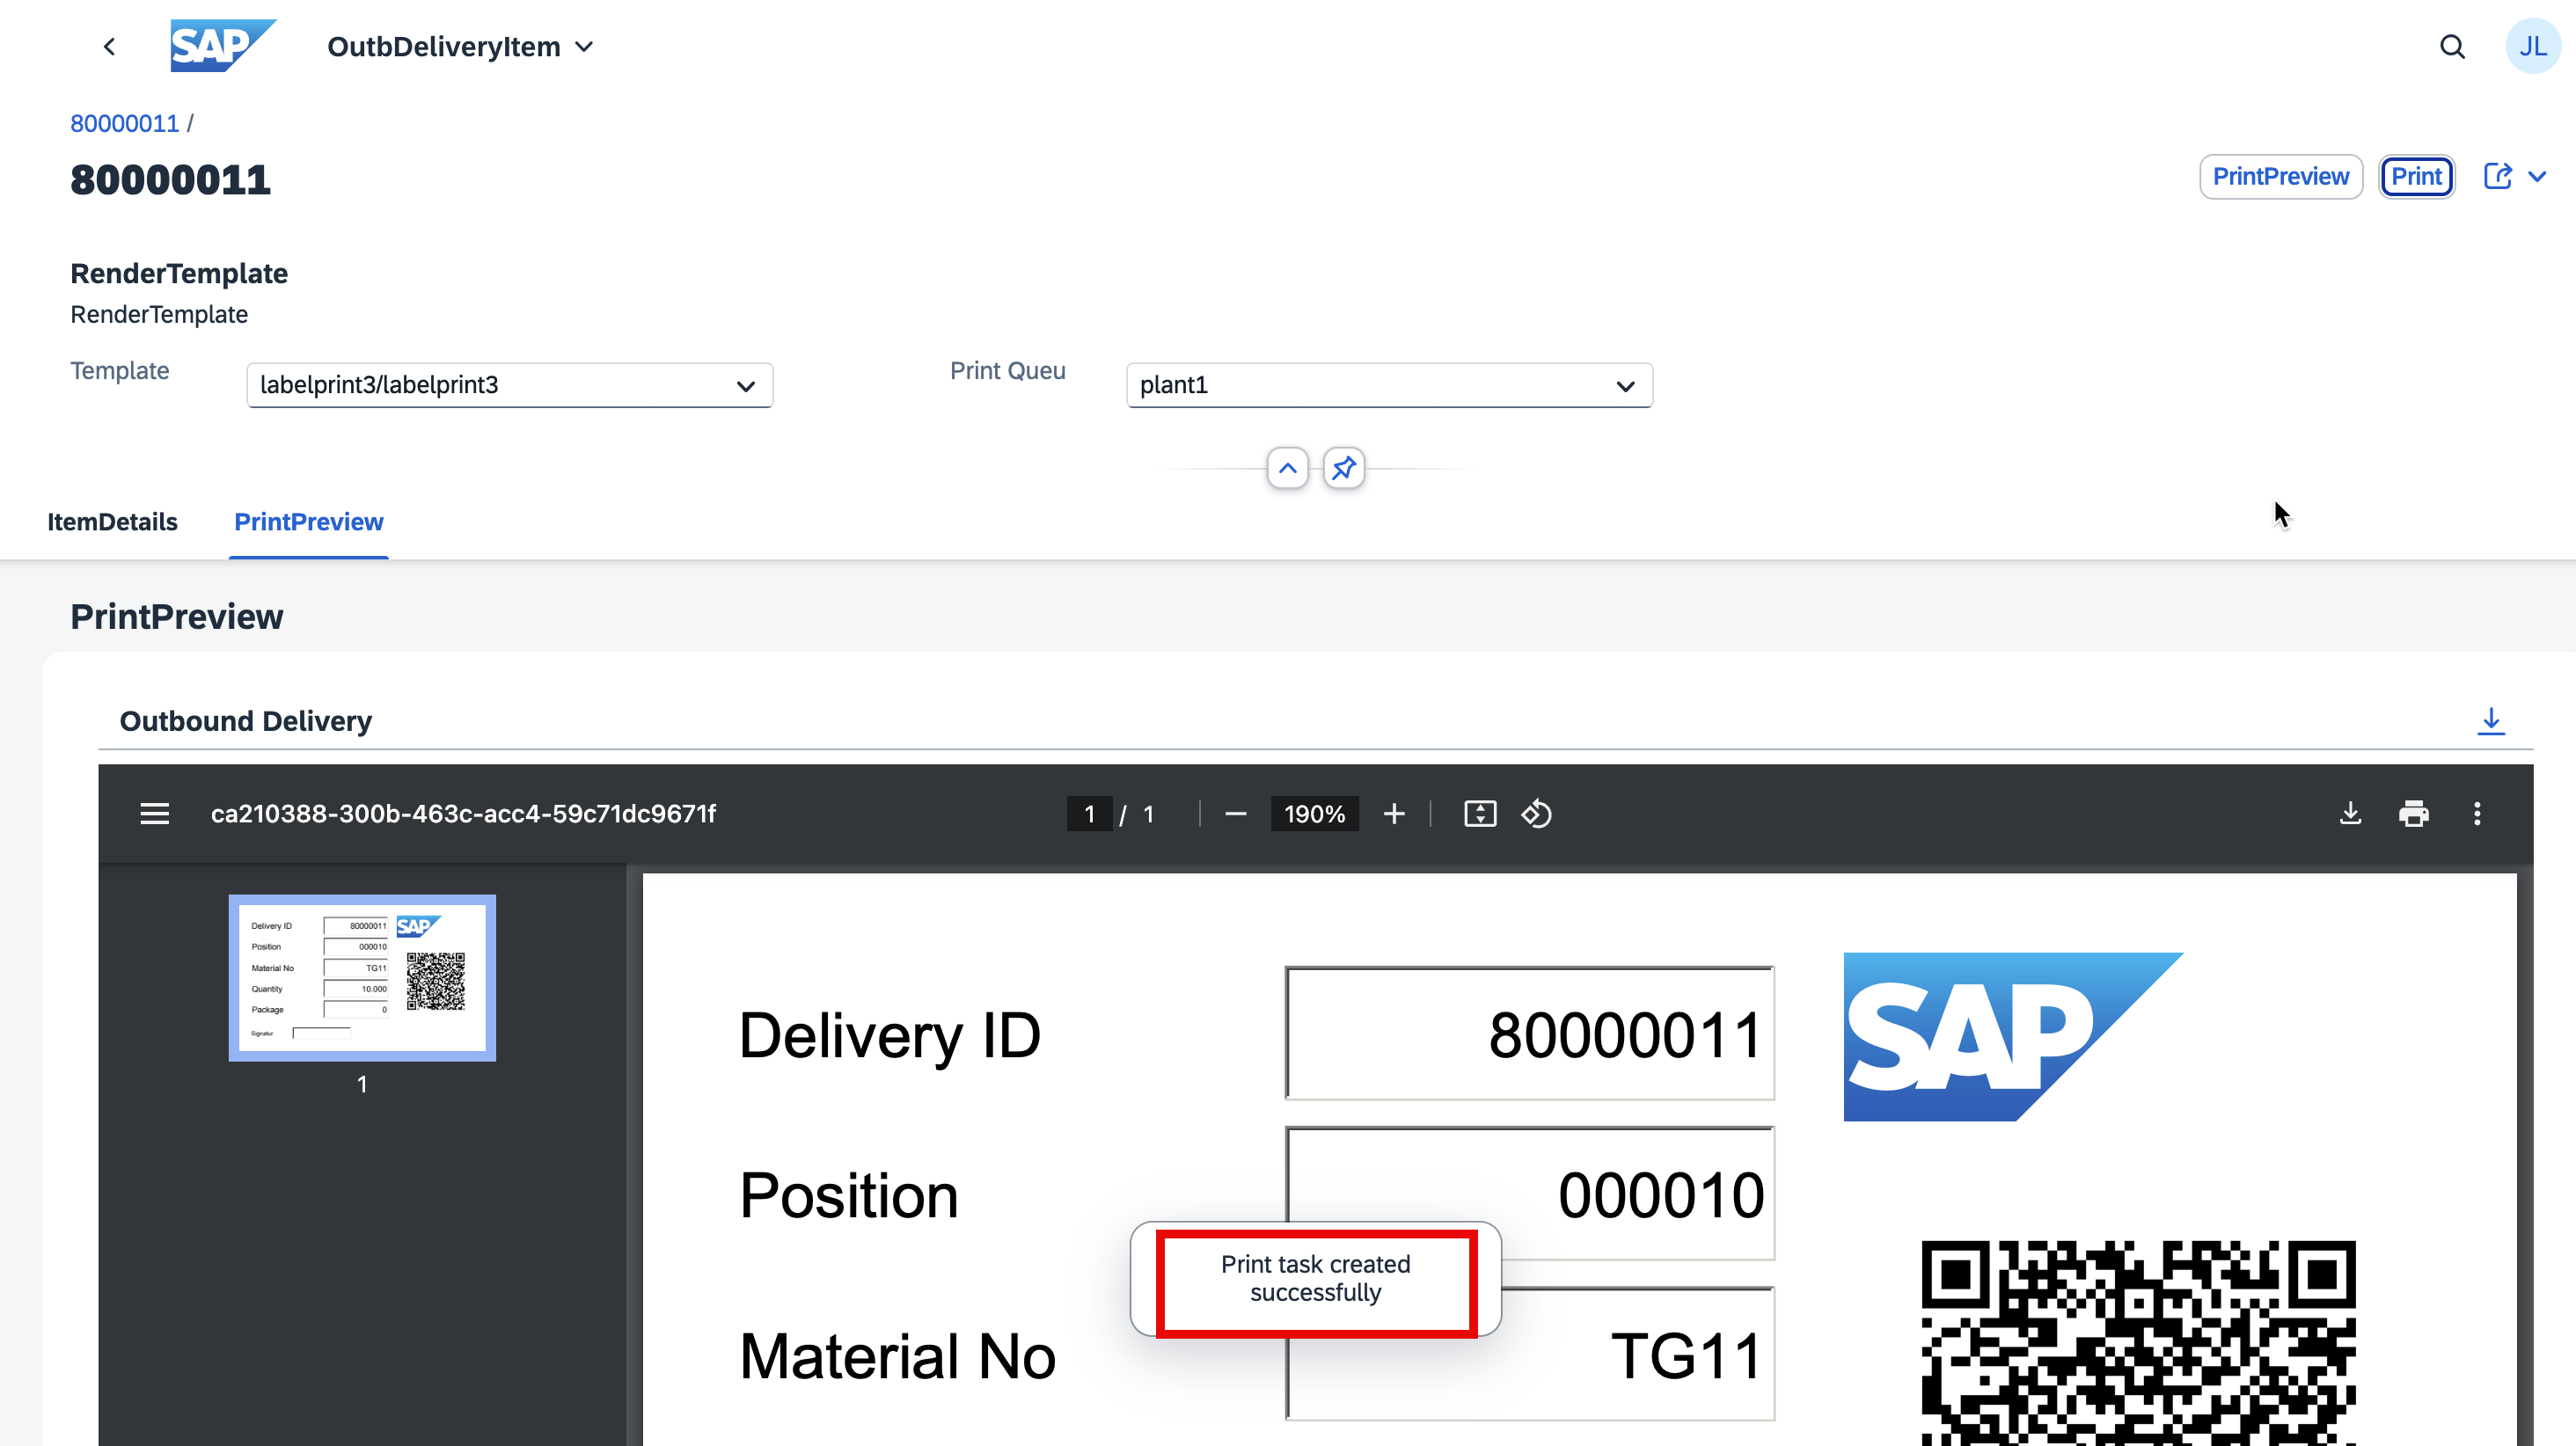 SAP
OutbDeliveryItem
JL
80000011 /
80000011
PrintPreview
Print
RenderTemplate
RenderTemplate
Template
labelprint3/labelprint3
Print Queu
plant1
ItemDetails
PrintPreview
PrintPreview
Outbound Delivery
ca210388-300b-463c-acc4-59c71dc9671f
1 / 1
190%
Delivery ID 80000011
SAP
Position 000010
Material No TG11
Quantity 10.000
Package 0
Signatur
1
Delivery ID 80000011
SAP
Position 000010
Print task created
successfully
Material No TG11